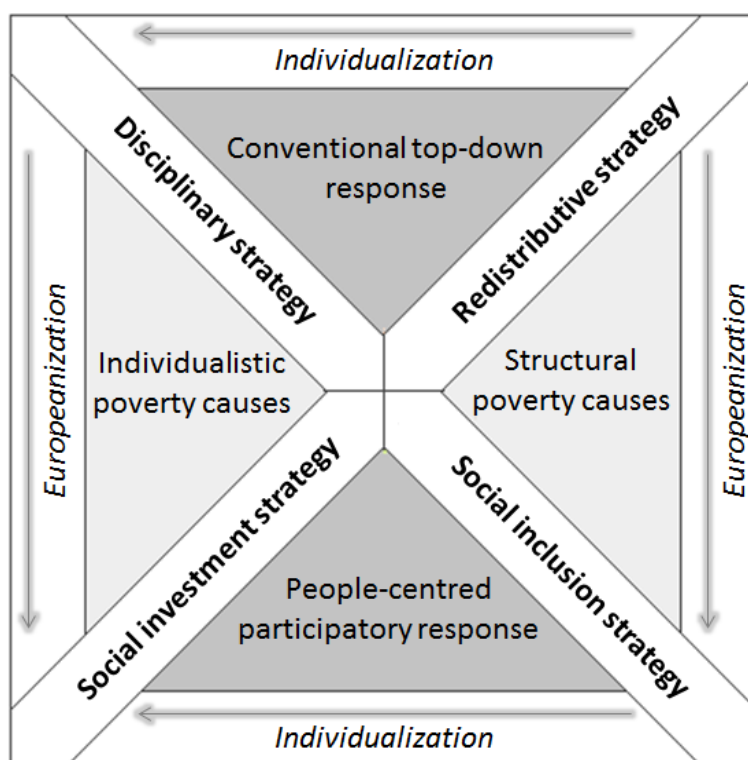 Individualization
Conventional top-down
response
Disciplinary strategy
Redistributive strategy
Europeanization
Individualistic
poverty causes
Structural
poverty causes
Europeanization
Social investment strategy
Social inclusion strategy
People-centred
participatory response
Individualization